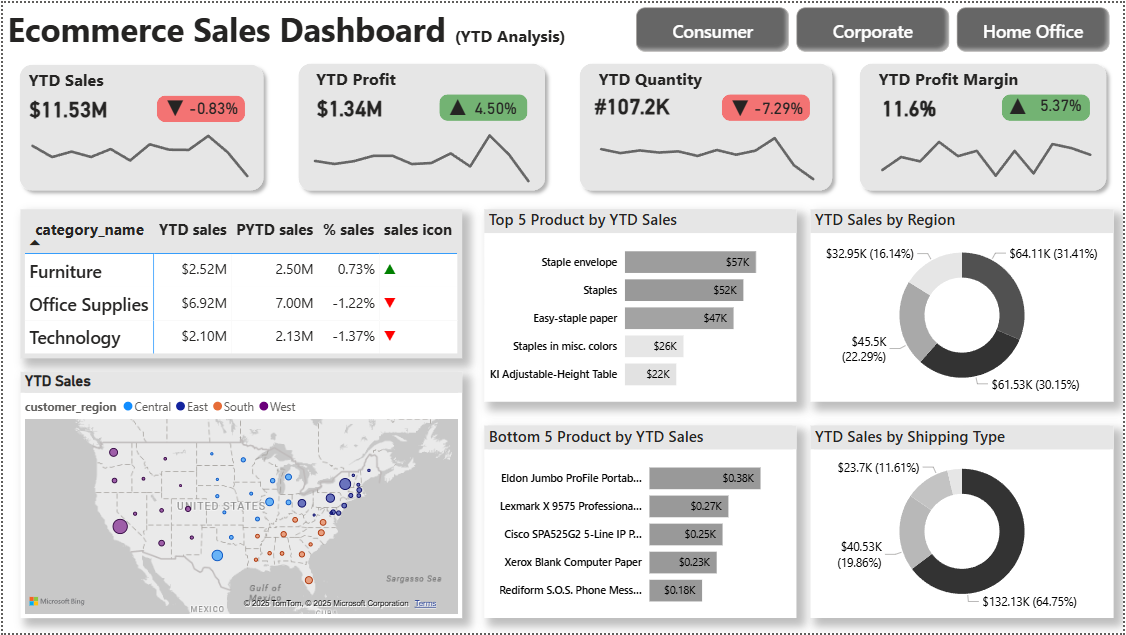 Ecommerce Sales Dashboard (YTD Analysis)
Consumer
Corporate
Home Office
YTD Sales
$11.53M
▼ -0.83%
YTD Profit
$1.34M
▲ 4.50%
YTD Quantity
#107.2K
▼ -7.29%
YTD Profit Margin
11.6%
▲ 5.37%
category_name YTD sales PYTD sales % sales sales icon
Furniture $2.52M 2.50M 0.73% ▲
Office Supplies $6.92M 7.00M -1.22% ▼
Technology $2.10M 2.13M -1.37% ▼
YTD Sales
customer_region Central East South West
UNITED STATES
Gulf of
Mexico
MEXICO
CUB
Sargasso Sea
Microsoft Bing
© 2025 TomTom, © 2025 Microsoft Corporation Terms
Top 5 Product by YTD Sales
Staple envelope $57K
Staples $52K
Easy-staple paper $47K
Staples in misc. colors $26K
KI Adjustable-Height Table $22K
Bottom 5 Product by YTD Sales
Eldon Jumbo ProFile Portab... $0.38K
Lexmark X 9575 Professiona... $0.27K
Cisco SPA525G2 5-Line IP P... $0.25K
Xerox Blank Computer Paper $0.23K
Rediform S.O.S. Phone Mess... $0.18K
YTD Sales by Region
$32.95K (16.14%)
$64.11K (31.41%)
$45.5K
(22.29%)
$61.53K (30.15%)
YTD Sales by Shipping Type
$23.7K (11.61%)
$40.53K
(19.86%)
$132.13K (64.75%)